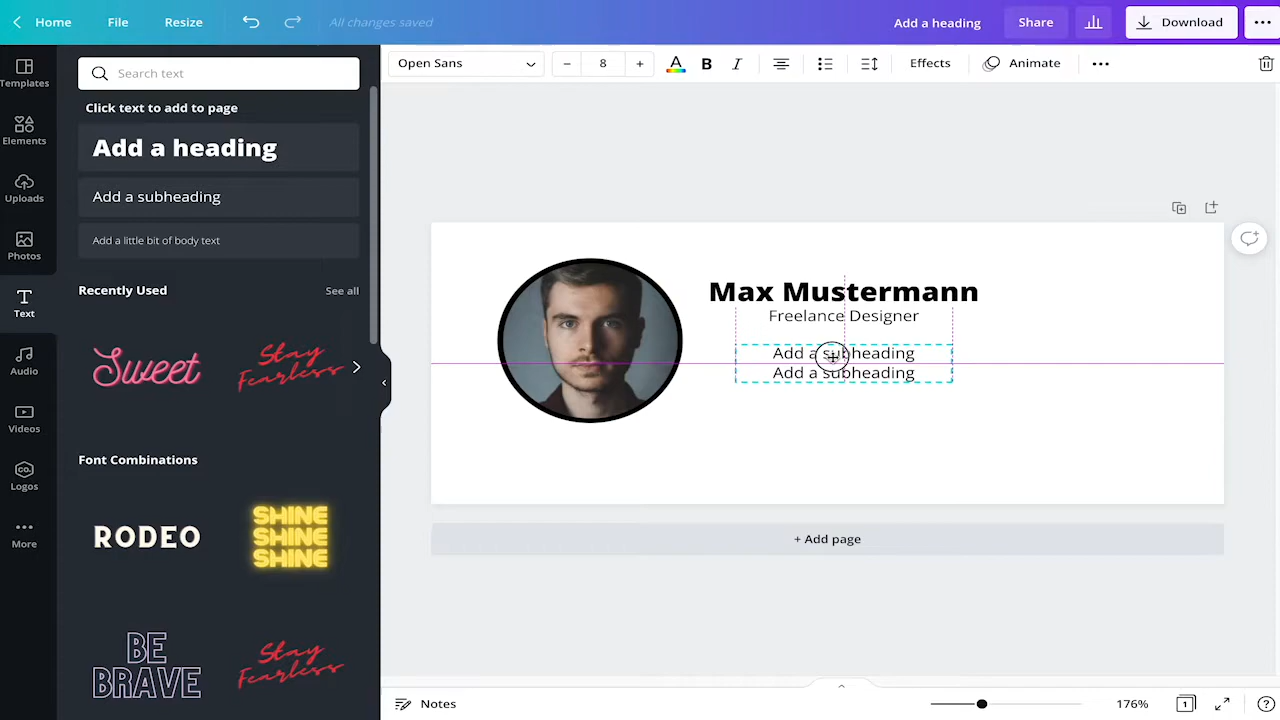 Home File Resize All changes saved Add a heading Share Download
Templates
Elements
Uploads
Photos
Text
Audio
Videos
Logos
More
Search text
Click text to add to page
Add a heading
Add a subheading
Add a little bit of body text
Recently Used See all
Sweet Stay Fearless
Font Combinations
RODEO
SHINE
SHINE
SHINE
BE
BRAVE
Stay
Fearless
Open Sans 8 B I Effects Animate
Max Mustermann
Freelance Designer
Add a subheading
Add a subheading
+ Add page
Notes 176% 1 ?
CO.